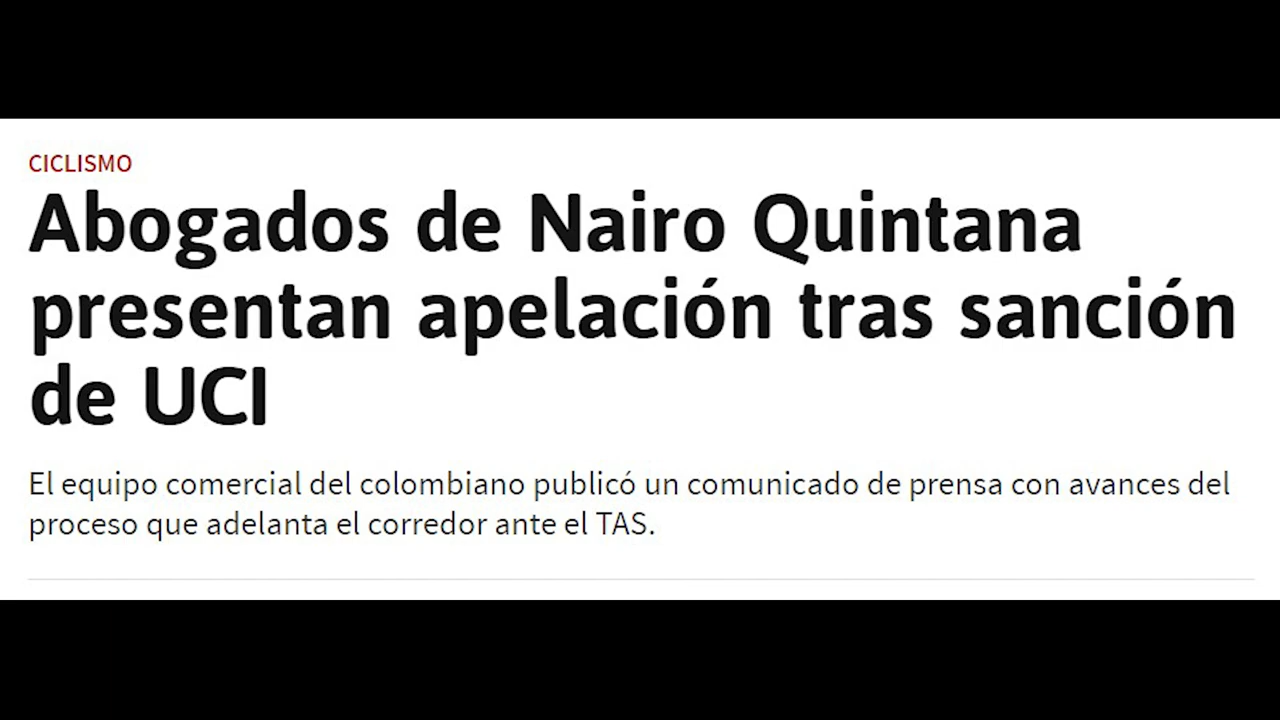 CICLISMO
Abogados de Nairo Quintana
presentan apelación tras sanción
de UCI
El equipo comercial del colombiano publicó un comunicado de prensa con avances del
proceso que adelanta el corredor ante el TAS.